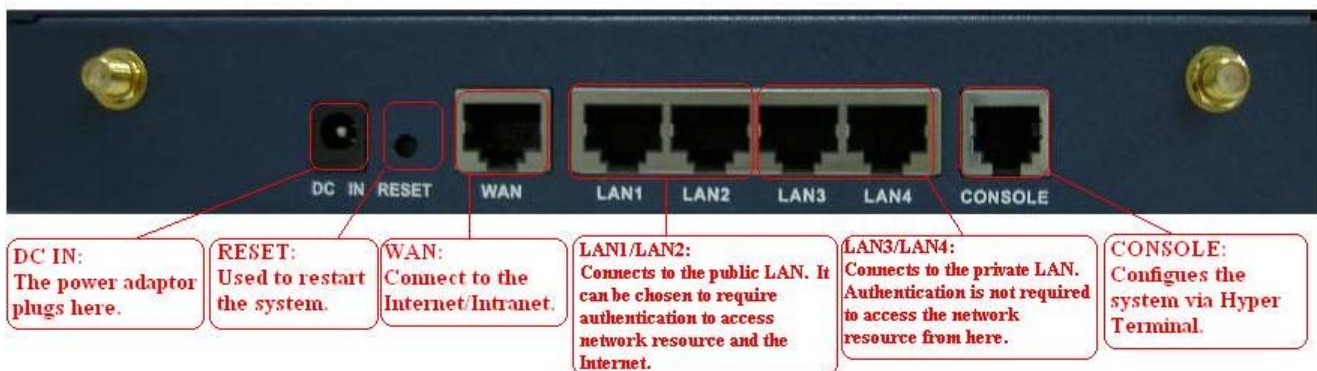 DC IN RESET WAN LAN1 LAN2 LAN3 LAN4 CONSOLE
DC IN:
The power adaptor
plugs here.
RESET:
Used to restart
the system.
WAN:
Connect to the
Internet/Intranet.
LAN1/LAN2:
Connects to the public LAN. It
can be chosen to require
authentication to access
network resource and the
Internet.
LAN3/LAN4:
Connects to the private LAN.
Authentication is not required
to access the network
resource from here.
CONSOLE:
Configues the
system via Hyper
Terminal.